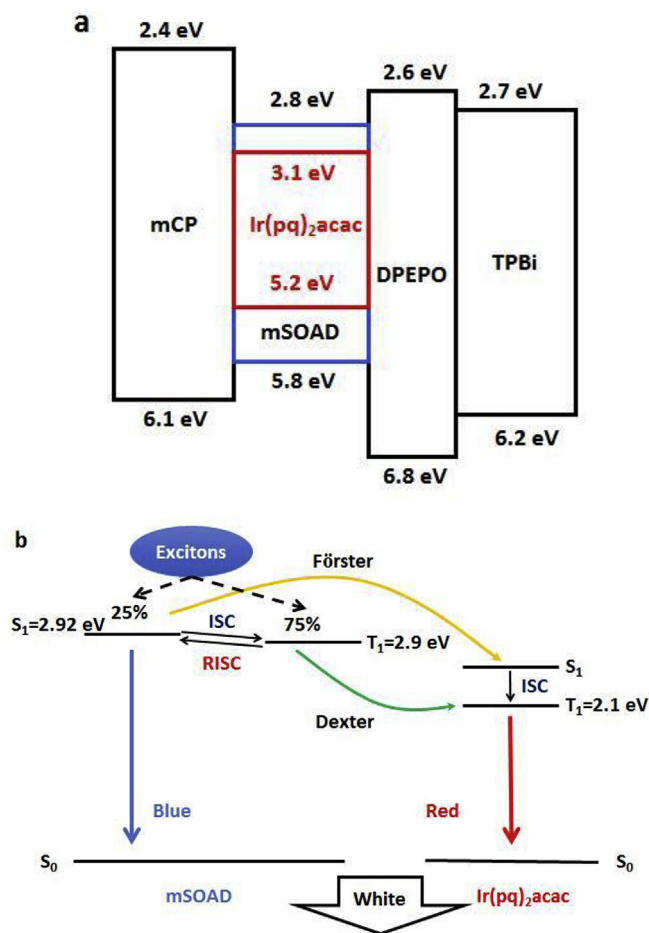 a
2.4 eV
2.6 eV
2.8 eV
2.7 eV
3.1 eV
mCP
Ir(pq)₂acac
DPEPO
TPBi
5.2 eV
mSOAD
5.8 eV
6.1 eV
6.2 eV
6.8 eV
b
Excitons
Förster
25%
75%
S₁=2.92 eV
ISC
RISC
T₁=2.9 eV
S₁
ISC
T₁=2.1 eV
Dexter
Blue
Red
S₀
S₀
mSOAD
White
Ir(pq)₂acac